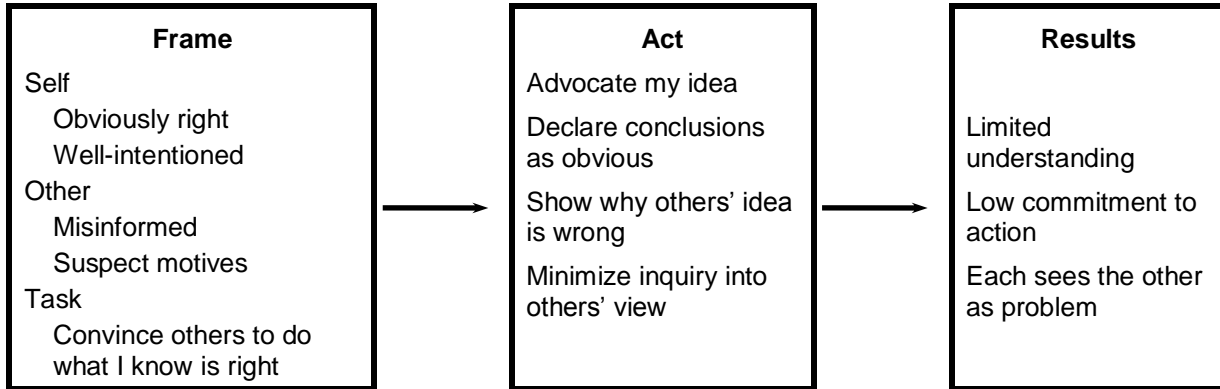 Frame
Self
Obviously right
Well-intentioned
Other
Misinformed
Suspect motives
Task
Convince others to do
what I know is right
Act
Advocate my idea
Declare conclusions
as obvious
Show why others’ idea
is wrong
Minimize inquiry into
others’ view
Results
Limited
understanding
Low commitment to
action
Each sees the other
as problem